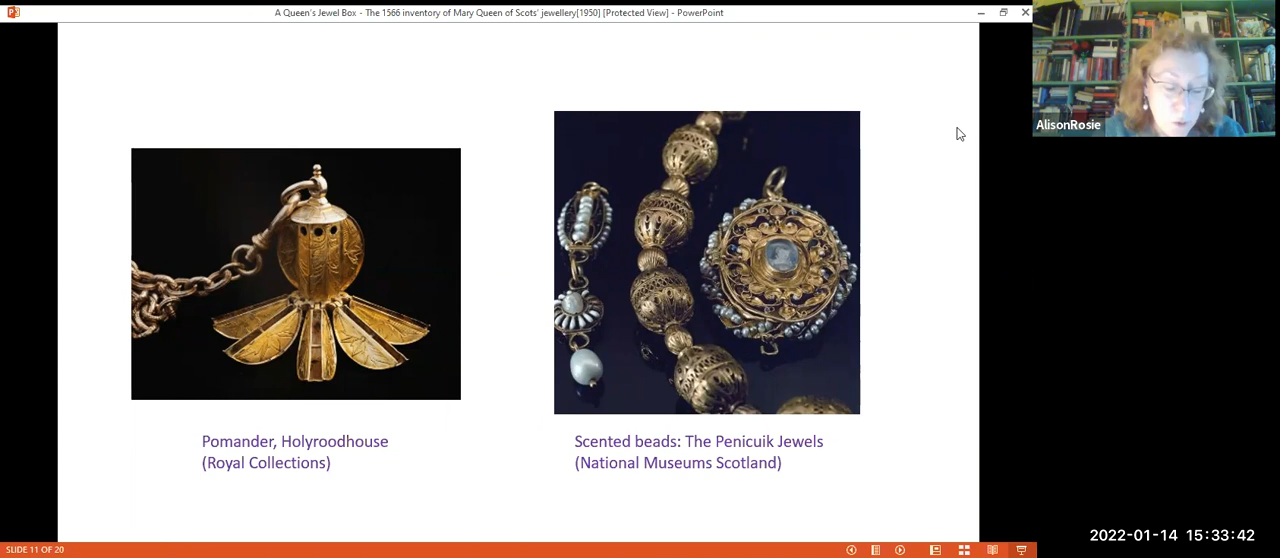 A Queen's Jewel Box - The 1566 inventory of Mary Queen of Scots' jewellery[1950] [Protected View] - PowerPoint
AlisonRosie
Pomander, Holyroodhouse
(Royal Collections)
Scented beads: The Penicuik Jewels
(National Museums Scotland)
2022-01-14 15:33:42
SLIDE 11 OF 20